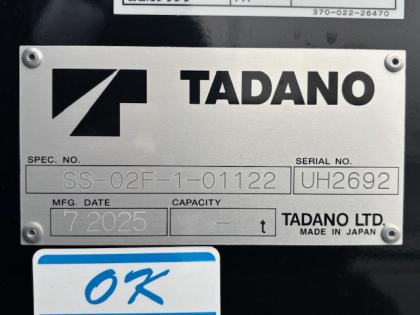 370-022-26470
TADANO
SPEC. NO. SERIAL NO.
SS-02F-1-01122 UH2692
MFG. DATE CAPACITY
7 2025 - t TADANO LTD.
MADE IN JAPAN
OK